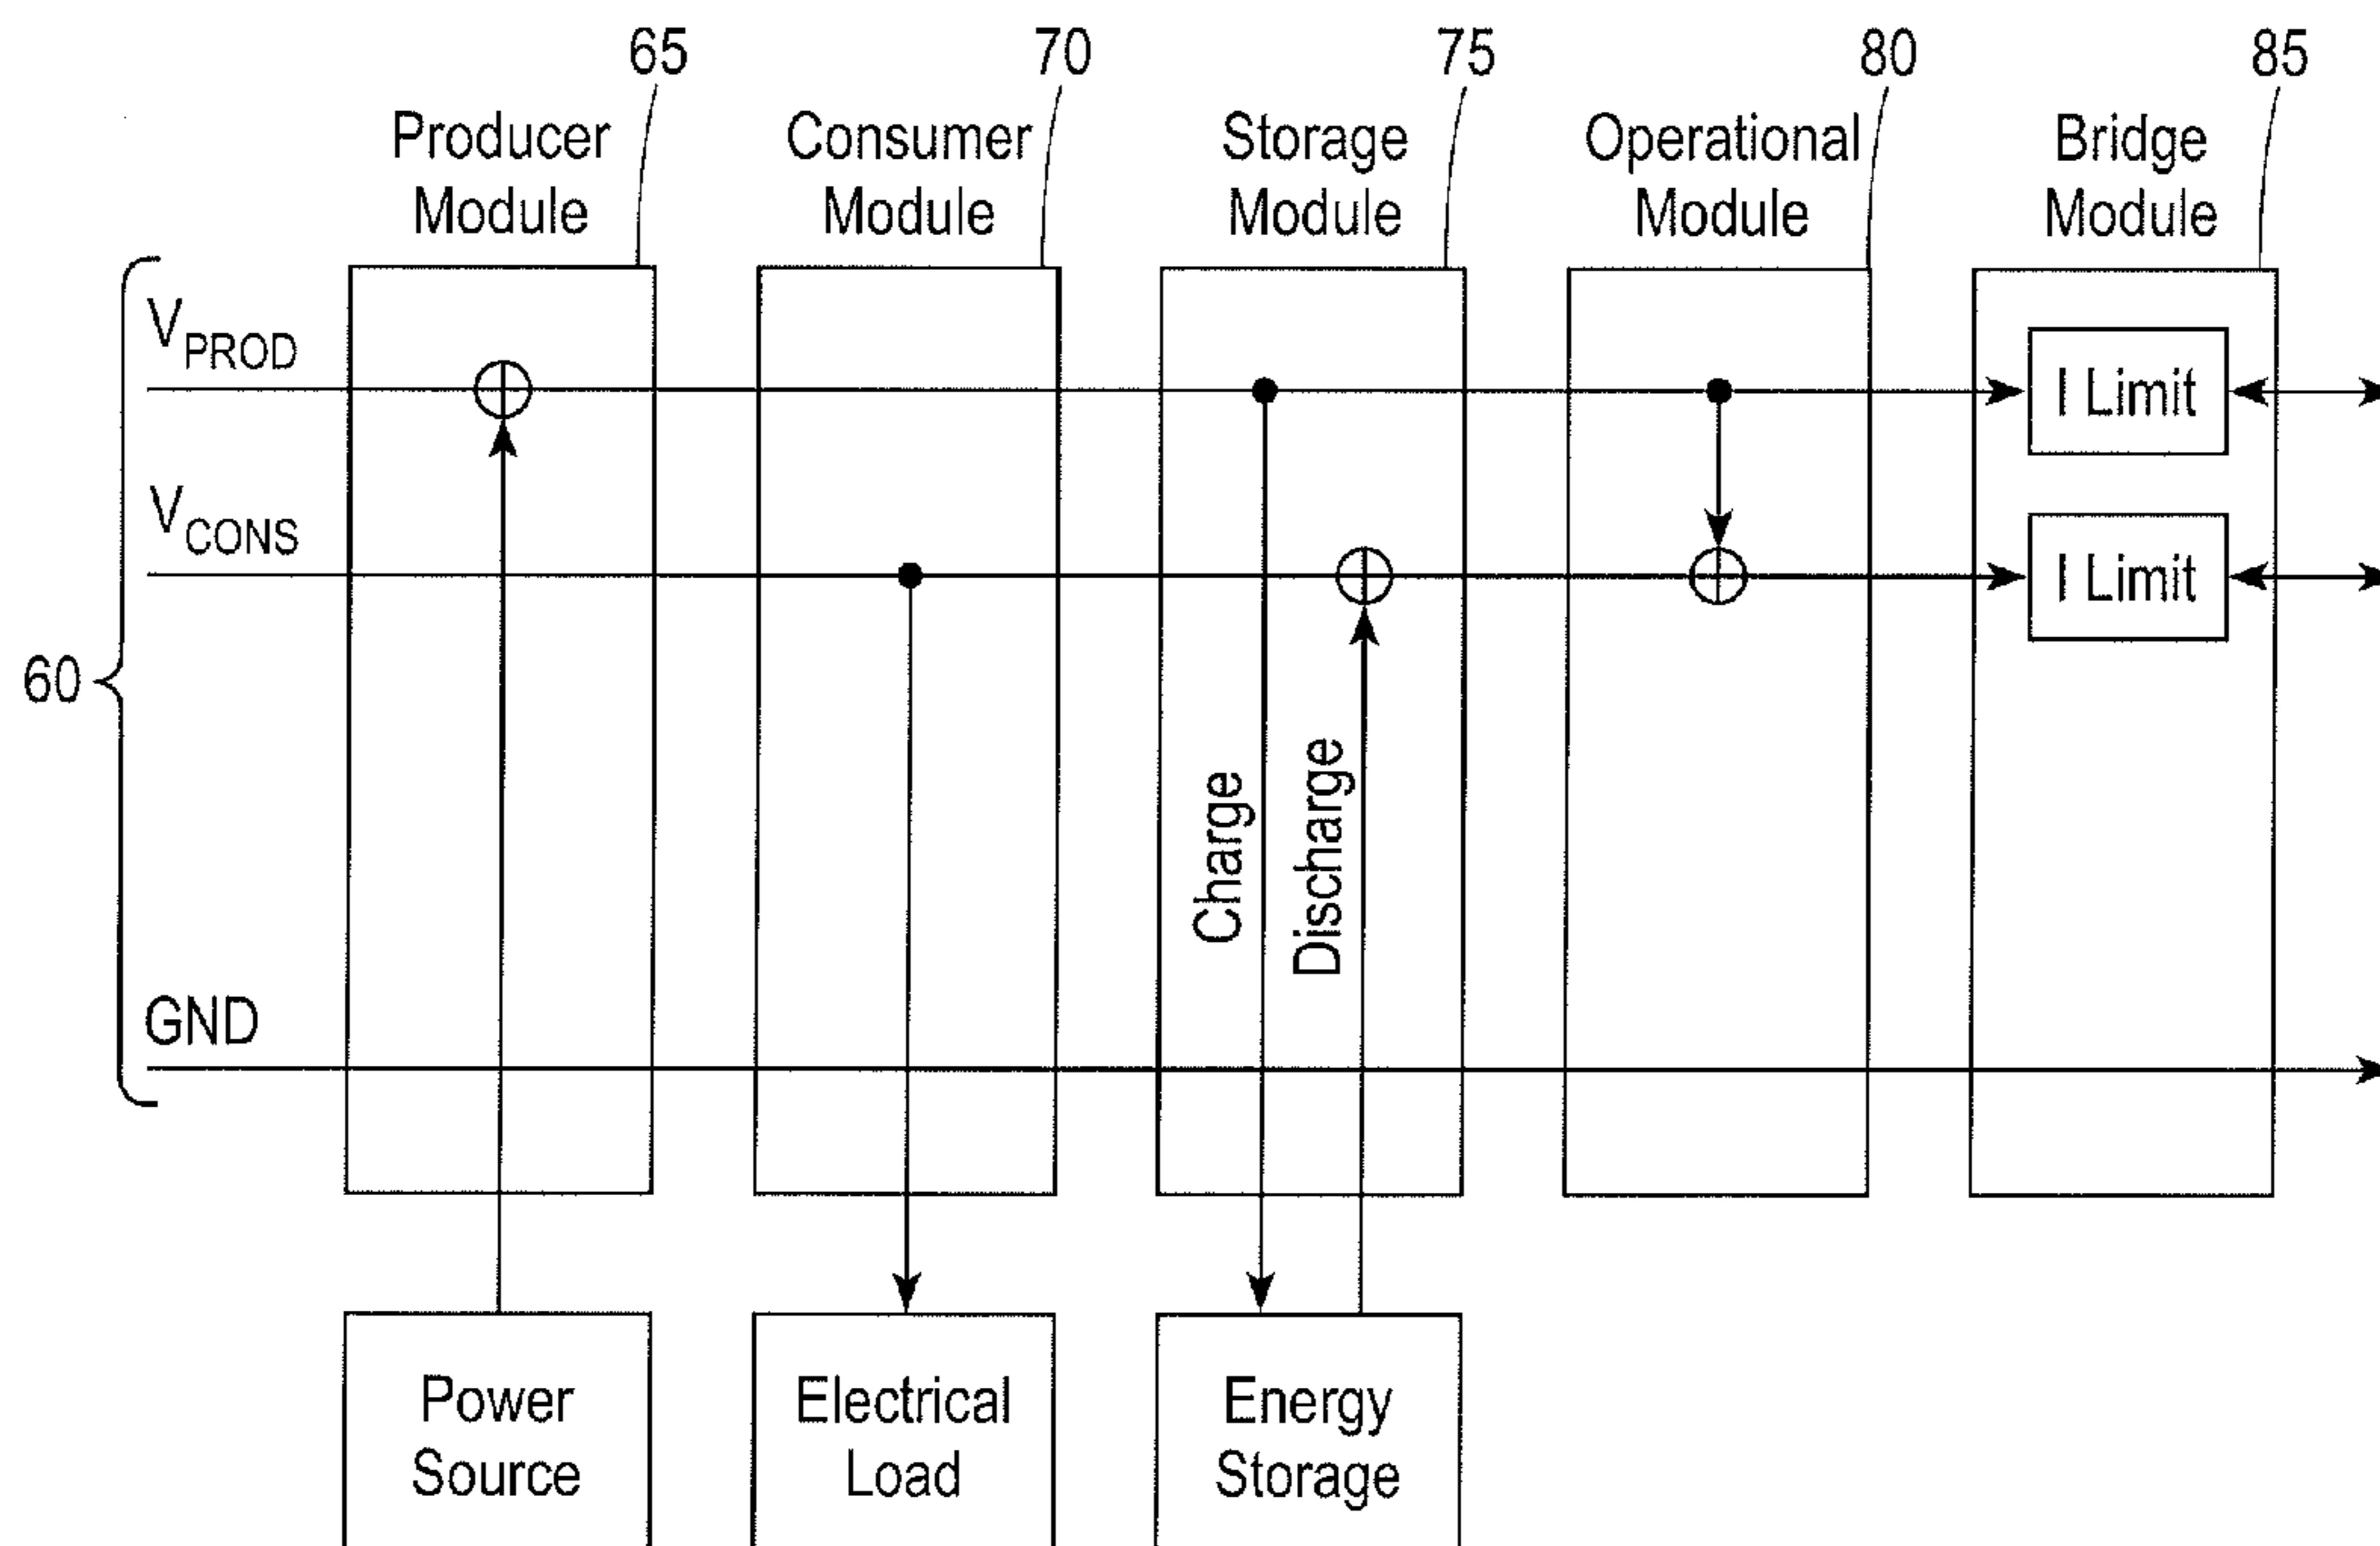 65
70
75
80
85
Producer
Module
Consumer
Module
Storage
Module
Operational
Module
Bridge
Module
VPROD
I Limit
VCONS
I Limit
60
Charge
Discharge
GND
Power
Source
Electrical
Load
Energy
Storage